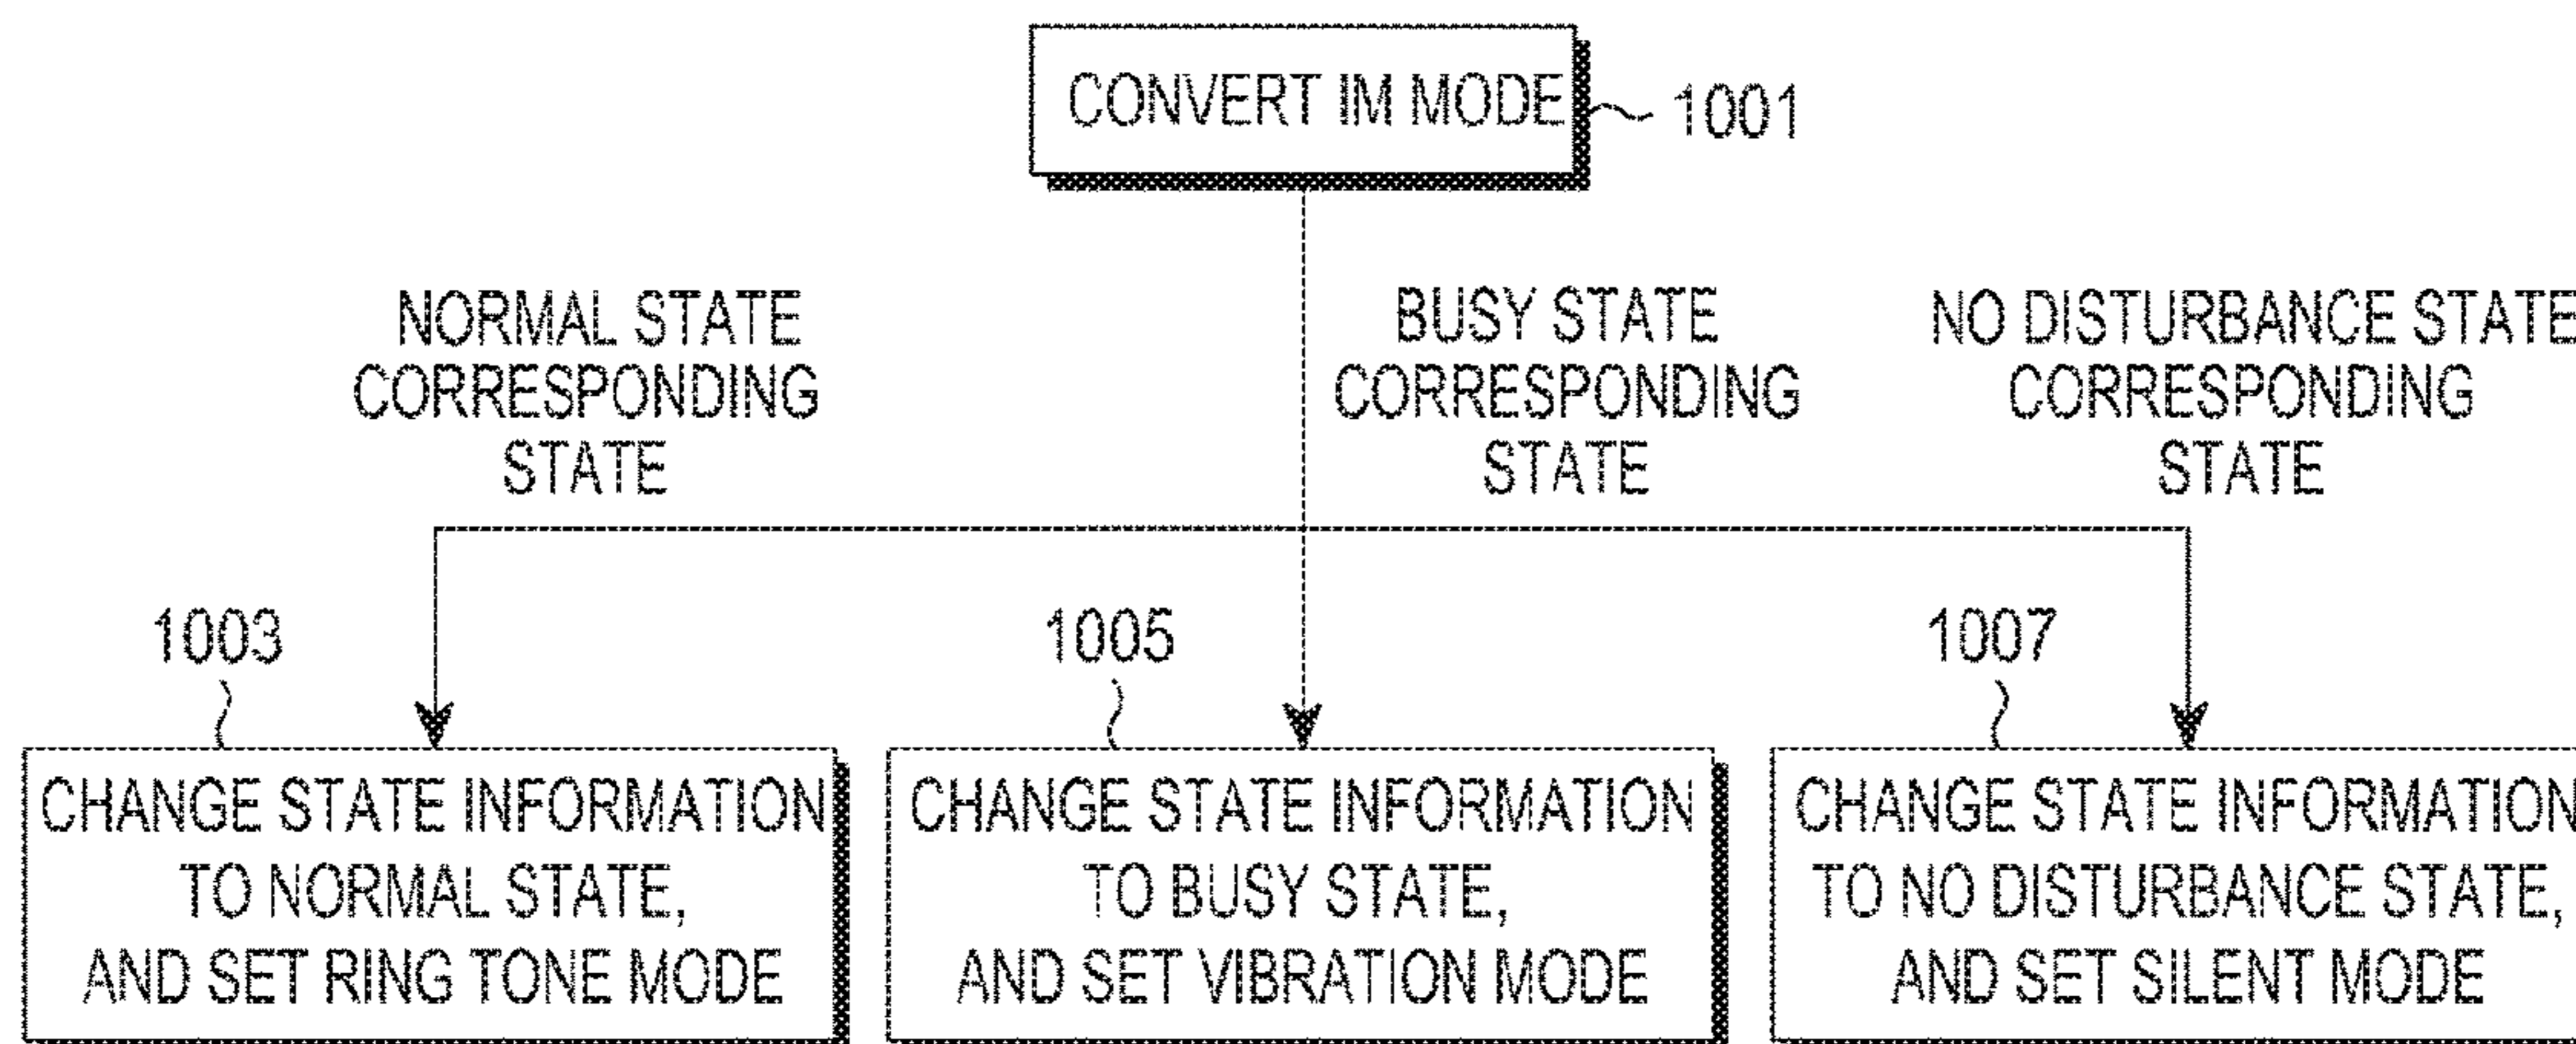 CONVERT IM MODE
1001
NORMAL STATE
CORRESPONDING
STATE
BUSY STATE
CORRESPONDING
STATE
NO DISTURBANCE STATE
CORRESPONDING
STATE
1003
CHANGE STATE INFORMATION
TO NORMAL STATE,
AND SET RING TONE MODE
1005
CHANGE STATE INFORMATION
TO BUSY STATE,
AND SET VIBRATION MODE
1007
CHANGE STATE INFORMATION
TO NO DISTURBANCE STATE,
AND SET SILENT MODE